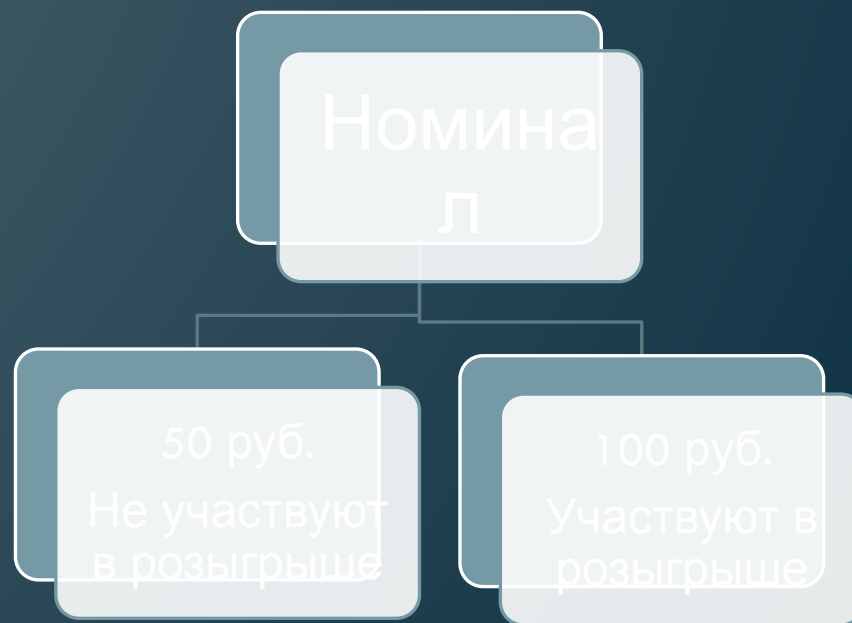 Номина
л
50 руб.
Не участвуют
в розыгрыше
100 руб.
Участвуют в
розыгрыше